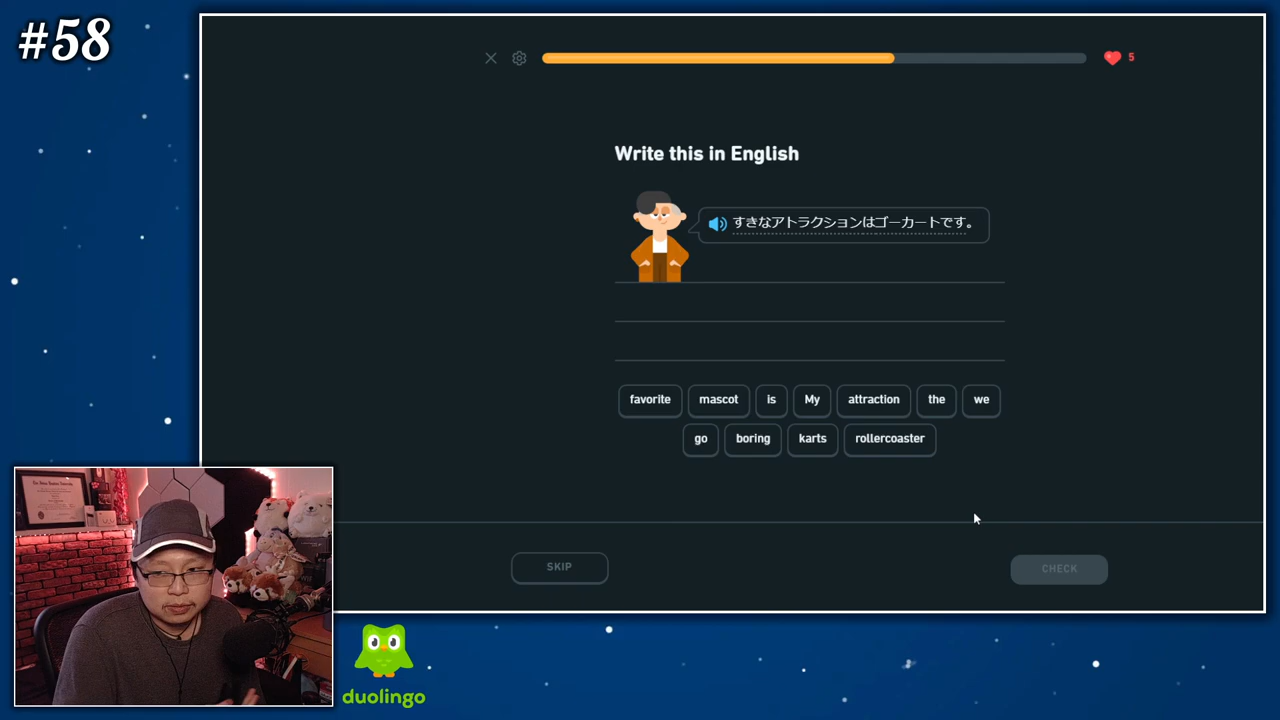 #58
5
Write this in English
すきなアトラクションはゴーカートです。
favorite mascot is My attraction the we
go boring karts rollercoaster
SKIP CHECK
duolingo